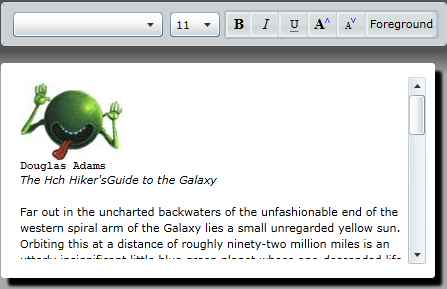 11 B I U A^ A˅ Foreground
Douglas Adams
The Hch Hiker'sGuide to the Galaxy
Far out in the uncharted backwaters of the unfashionable end of the
western spiral arm of the Galaxy lies a small unregarded yellow sun.
Orbiting this at a distance of roughly ninety-two million miles is an
utterly insignificant little blue green planet whose ape-descended life